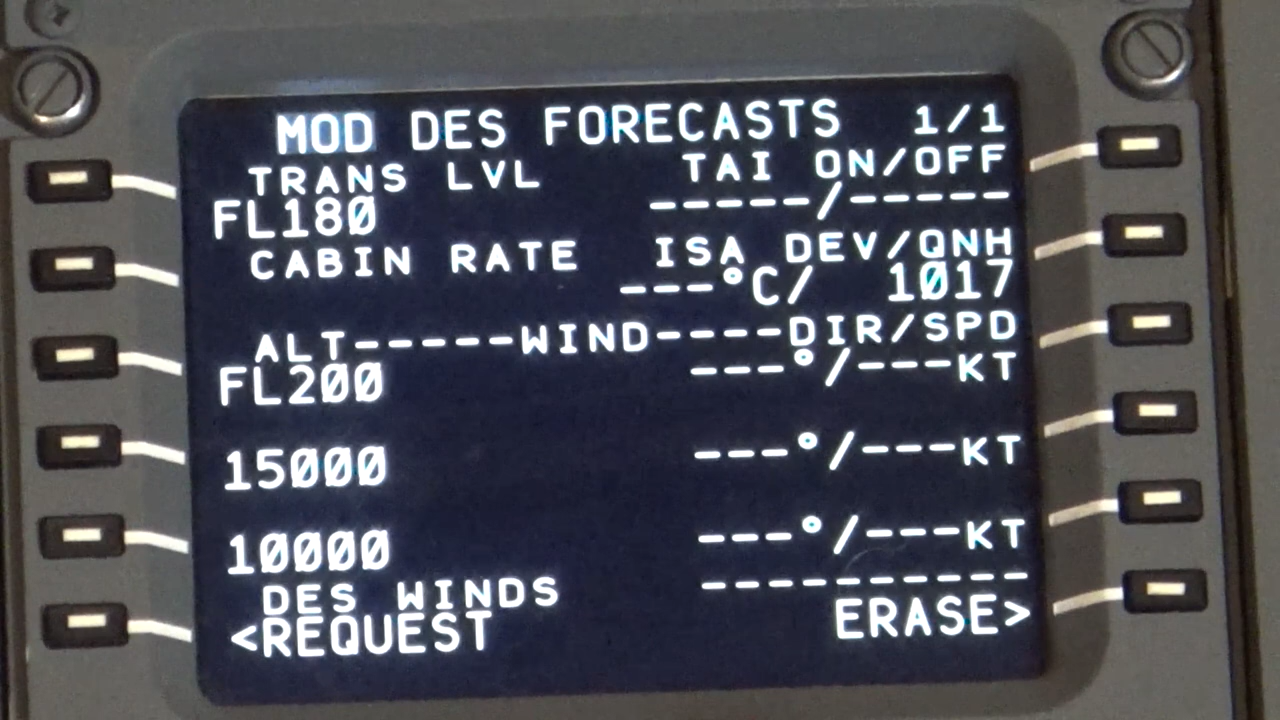 MOD DES FORECASTS 1/1
TRANS LVL TAI ON/OFF
FL180 -----/-----
CABIN RATE ISA DEV/QNH
---°C/ 1017
ALT-----WIND----DIR/SPD
FL200 ---°/---KT
15000 ---°/---KT
10000 ---°/---KT
DES WINDS ----------
<REQUEST ERASE>